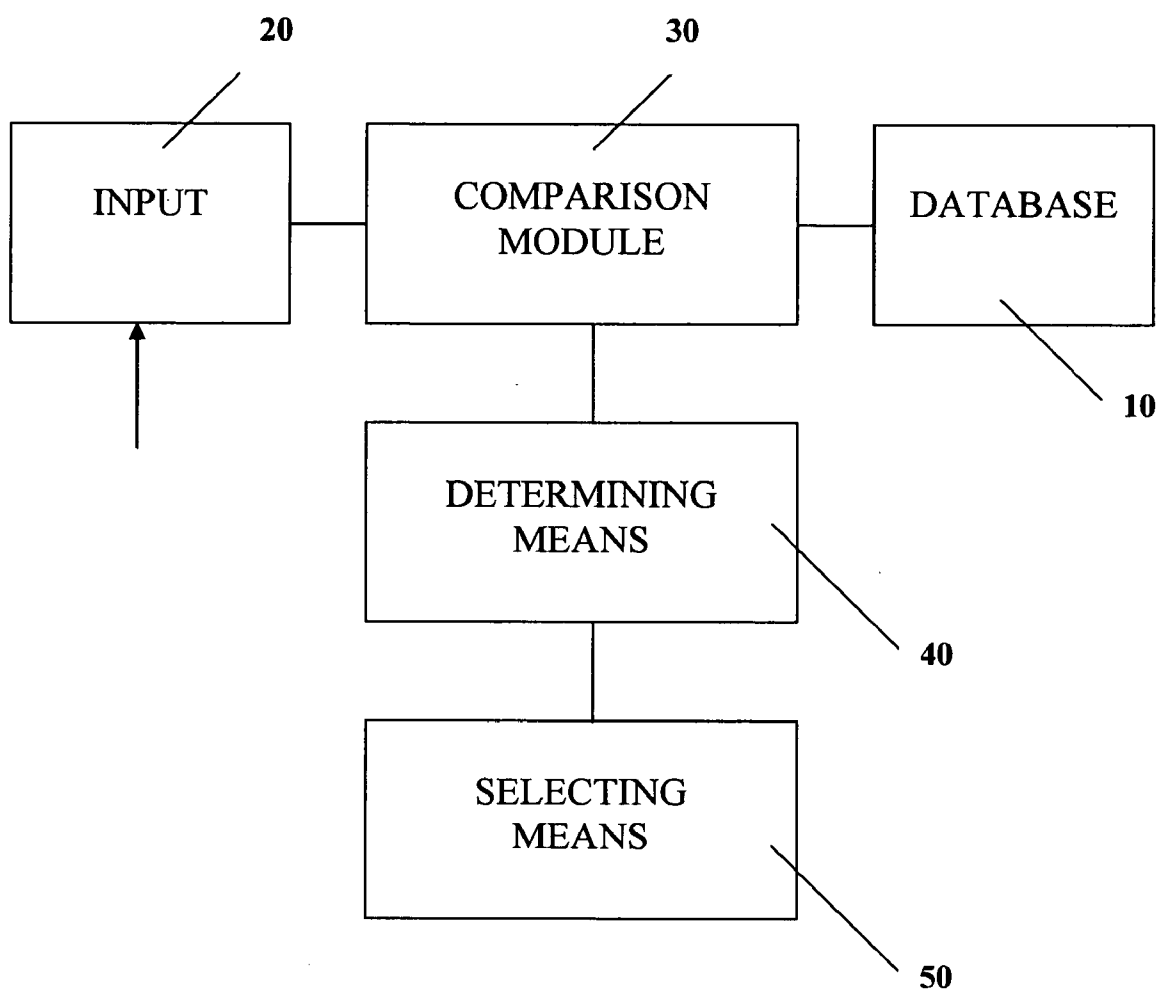 20
30
INPUT
COMPARISON
MODULE
DATABASE
10
DETERMINING
MEANS
40
SELECTING
MEANS
50